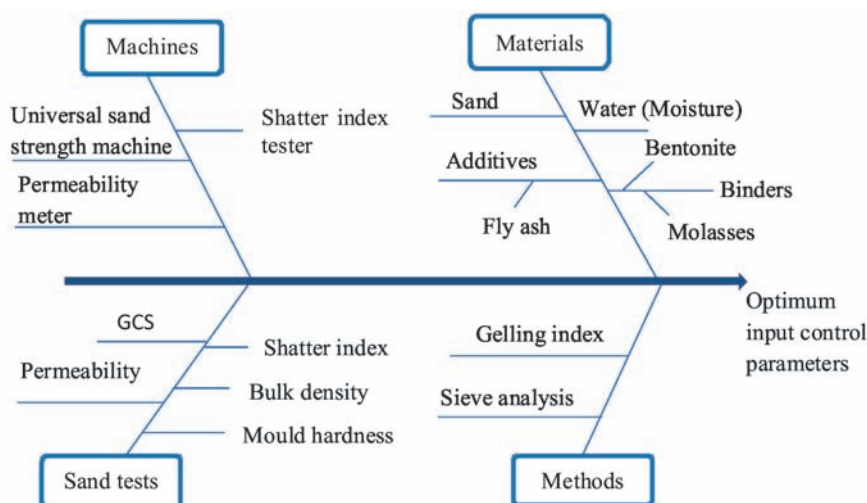 Machines
Materials
Universal sand
strength machine
Shatter index
tester
Permeability
meter
Sand
Water (Moisture)
Additives
Bentonite
Binders
Fly ash
Molasses
Optimum
input control
parameters
GCS
Shatter index
Permeability
Bulk density
Mould hardness
Sand tests
Gelling index
Sieve analysis
Methods